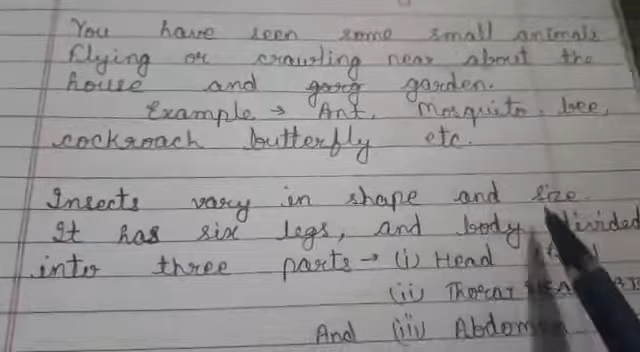 You have seen some small animals
flying or crawling near about the
house and garden.
Example → Ant, Mosquito, bee,
cockroach butterfly etc.
Insects vary in shape and size.
It has six legs, and body divided
into three parts → (i) Head
(ii)
And (iii) Abdomen